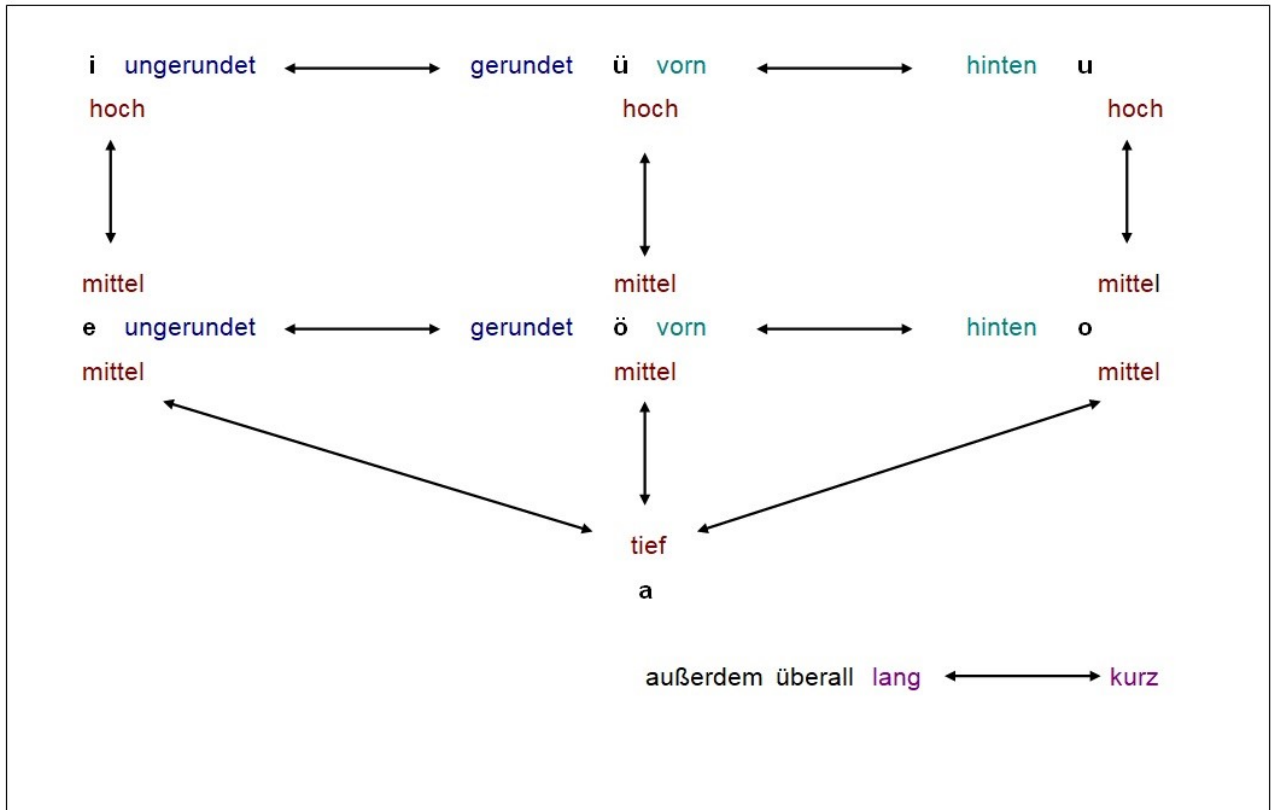 i ungerundet gerundet ü vorn hinten u
hoch hoch hoch
mittel mittel mittel
e ungerundet gerundet ö vorn hinten o
mittel mittel mittel
tief
a
außerdem überall lang kurz